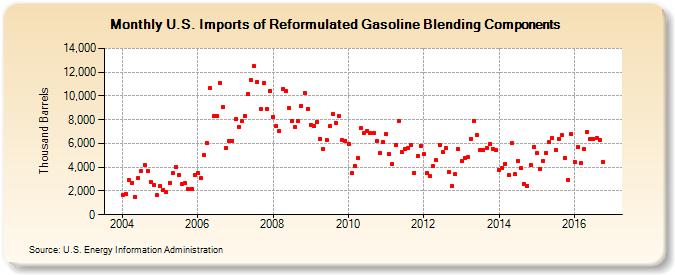 Monthly U.S. Imports of Reformulated Gasoline Blending Components
Thousand Barrels
14,000
12,000
10,000
8,000
6,000
4,000
2,000
0
2004 2006 2008 2010 2012 2014 2016
Source: U.S. Energy Information Administration